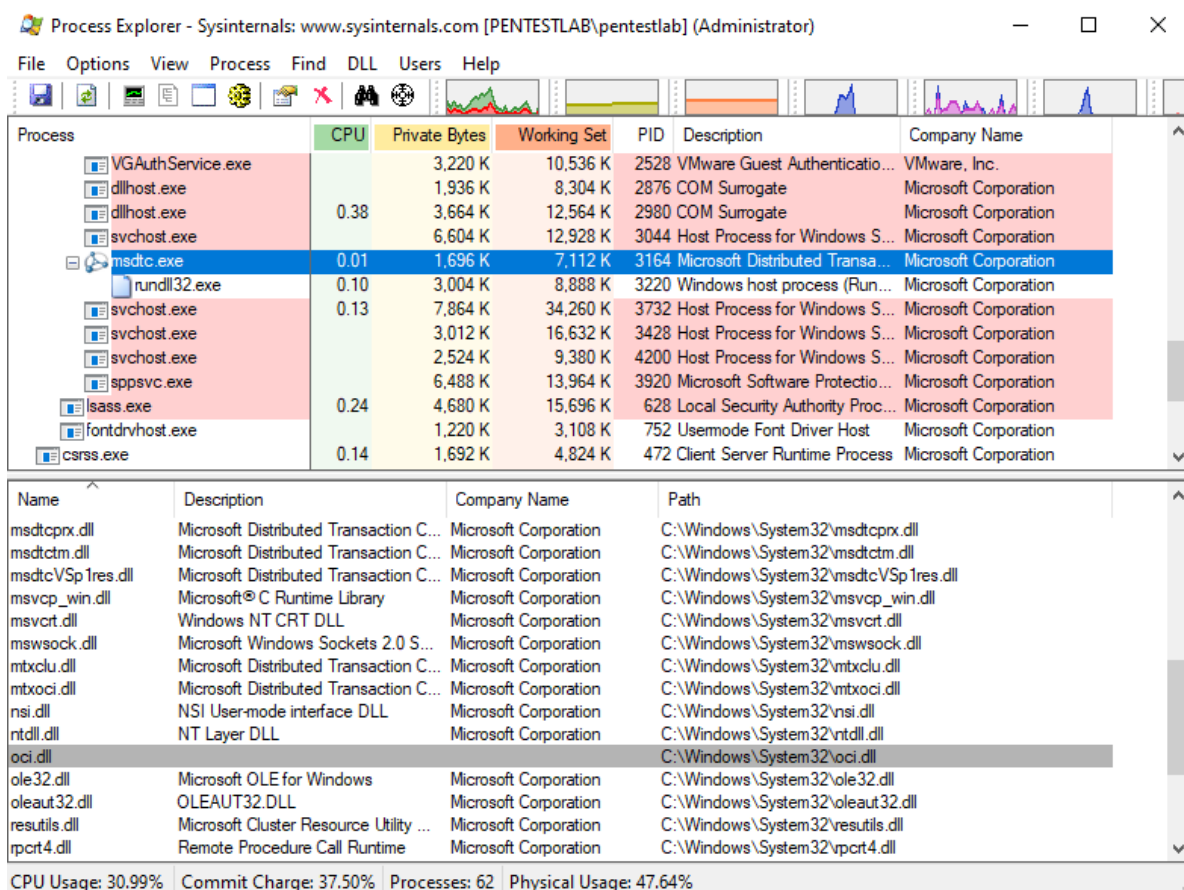 Process Explorer - Sysinternals: www.sysinternals.com [PENTESTLAB\pentestlab] (Administrator)
File Options View Process Find DLL Users Help
Process CPU Private Bytes Working Set PID Description Company Name
VGAuthService.exe 3,220 K 10,536 K 2528 VMware Guest Authenticatio... VMware, Inc.
dllhost.exe 1,936 K 8,304 K 2876 COM Surrogate Microsoft Corporation
dllhost.exe 0.38 3,664 K 12,564 K 2980 COM Surrogate Microsoft Corporation
svchost.exe 6,604 K 12,928 K 3044 Host Process for Windows S... Microsoft Corporation
msdtc.exe 0.01 1,696 K 7,112 K 3164 Microsoft Distributed Transa... Microsoft Corporation
rundll32.exe 0.10 3,004 K 8,888 K 3220 Windows host process (Run... Microsoft Corporation
svchost.exe 0.13 7,864 K 34,260 K 3732 Host Process for Windows S... Microsoft Corporation
svchost.exe 3,012 K 16,632 K 3428 Host Process for Windows S... Microsoft Corporation
svchost.exe 2,524 K 9,380 K 4200 Host Process for Windows S... Microsoft Corporation
sppsvc.exe 6,488 K 13,964 K 3920 Microsoft Software Protectio... Microsoft Corporation
lsass.exe 0.24 4,680 K 15,696 K 628 Local Security Authority Proc... Microsoft Corporation
fontdrvhost.exe 1,220 K 3,108 K 752 Usermode Font Driver Host Microsoft Corporation
csrss.exe 0.14 1,692 K 4,824 K 472 Client Server Runtime Process Microsoft Corporation
Name Description Company Name Path
msdtcprx.dll Microsoft Distributed Transaction C... Microsoft Corporation C:\Windows\System32\msdtcprx.dll
msdtctm.dll Microsoft Distributed Transaction C... Microsoft Corporation C:\Windows\System32\msdtctm.dll
msdtcVSp1res.dll Microsoft Distributed Transaction C... Microsoft Corporation C:\Windows\System32\msdtcVSp1res.dll
msvcp_win.dll Microsoft® C Runtime Library Microsoft Corporation C:\Windows\System32\msvcp_win.dll
msvcrt.dll Windows NT CRT DLL Microsoft Corporation C:\Windows\System32\msvcrt.dll
mswsock.dll Microsoft Windows Sockets 2.0 S... Microsoft Corporation C:\Windows\System32\mswsock.dll
mtxclu.dll Microsoft Distributed Transaction C... Microsoft Corporation C:\Windows\System32\mtxclu.dll
mtxoci.dll Microsoft Distributed Transaction C... Microsoft Corporation C:\Windows\System32\mtxoci.dll
nsi.dll NSI User-mode interface DLL Microsoft Corporation C:\Windows\System32\nsi.dll
ntdll.dll NT Layer DLL Microsoft Corporation C:\Windows\System32\ntdll.dll
oci.dll C:\Windows\System32\oci.dll
ole32.dll Microsoft OLE for Windows Microsoft Corporation C:\Windows\System32\ole32.dll
oleaut32.dll OLEAUT32.DLL Microsoft Corporation C:\Windows\System32\oleaut32.dll
resutils.dll Microsoft Cluster Resource Utility ... Microsoft Corporation C:\Windows\System32\resutils.dll
rpcrt4.dll Remote Procedure Call Runtime Microsoft Corporation C:\Windows\System32\rpcrt4.dll
CPU Usage: 30.99% Commit Charge: 37.50% Processes: 62 Physical Usage: 47.64%